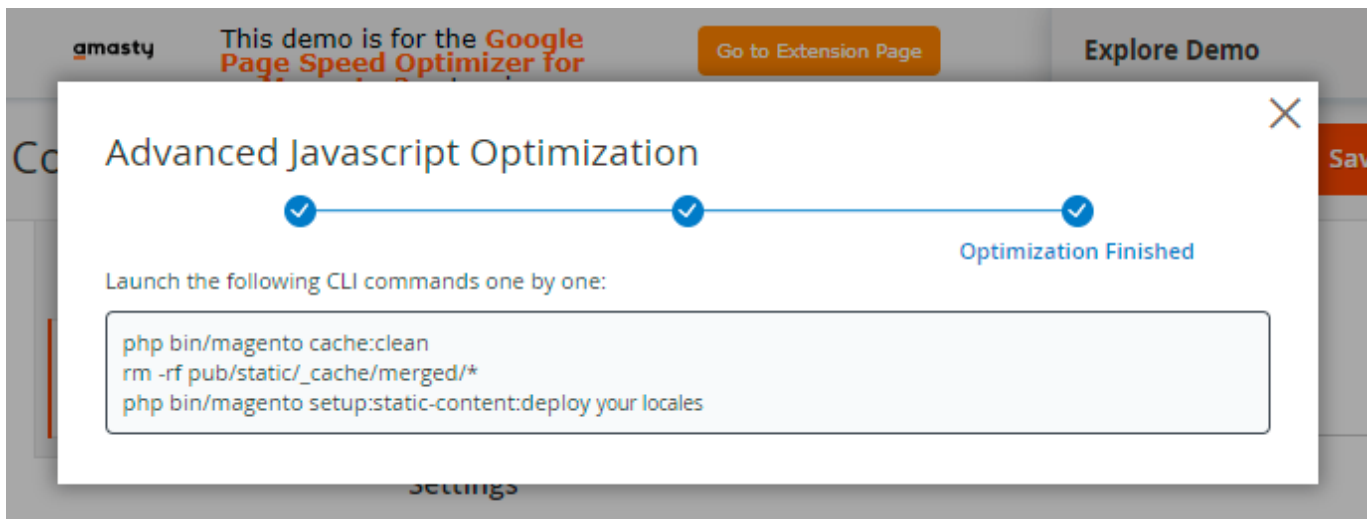 amasty
This demo is for the Google
Page Speed Optimizer for
Go to Extension Page
Explore Demo
Co
Sav
Advanced Javascript Optimization
Optimization Finished
Launch the following CLI commands one by one:
php bin/magento cache:clean
rm -rf pub/static/_cache/merged/*
php bin/magento setup:static-content:deploy your locales
Settings